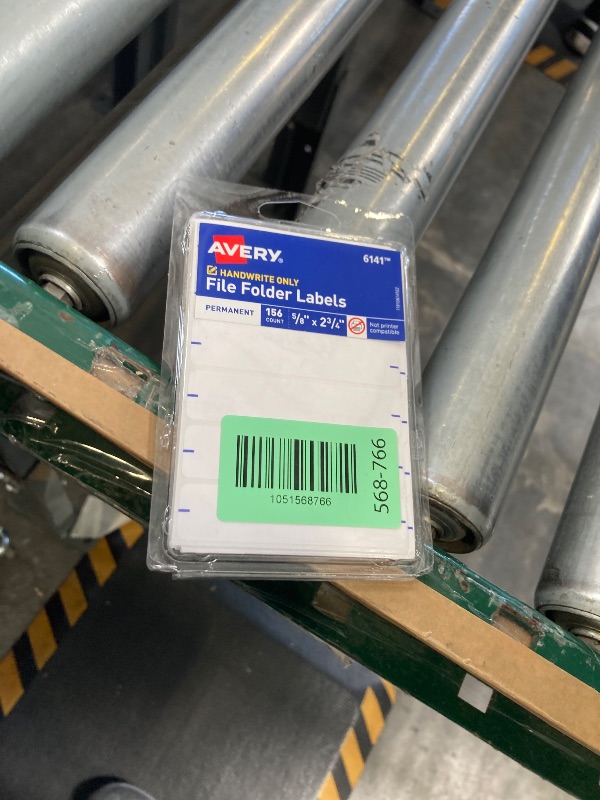 AVERY®
6141™
HANDWRITE ONLY
File Folder Labels
PERMANENT
156 COUNT
5/8" x 2 3/4"
Not printer
compatible
1051568766
568-766